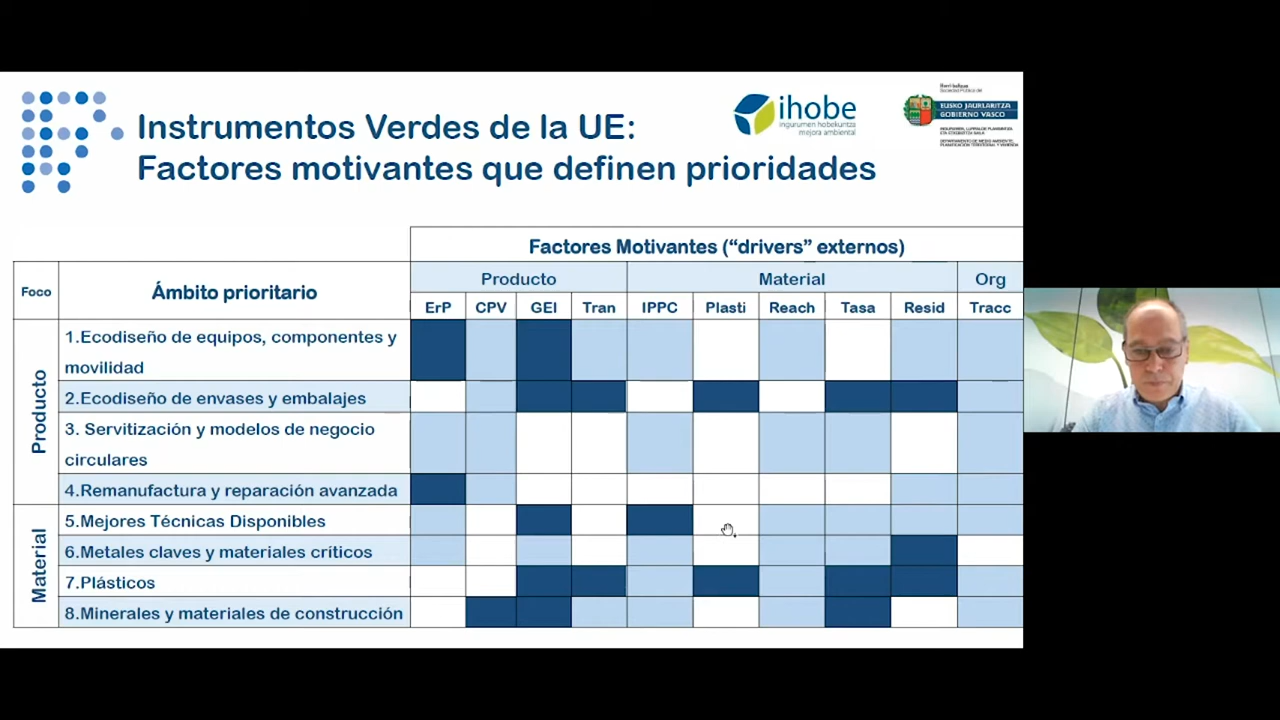 Instrumentos Verdes de la UE:
Factores motivantes que definen prioridades
ihobe
ingurumen hobekuntza
mejora ambiental
EUSKO JAURLARITZA
GOBIERNO VASCO
Factores Motivantes (“drivers” externos)
Foco
Ámbito prioritario
Producto
Material
Org
ErP
CPV
GEI
Tran
IPPC
Plasti
Reach
Tasa
Resid
Tracc
Producto
1.Ecodiseño de equipos, componentes y
movilidad
2.Ecodiseño de envases y embalajes
3. Servitización y modelos de negocio
circulares
4.Remanufactura y reparación avanzada
Material
5.Mejores Técnicas Disponibles
6.Metales claves y materiales críticos
7.Plásticos
8.Minerales y materiales de construcción